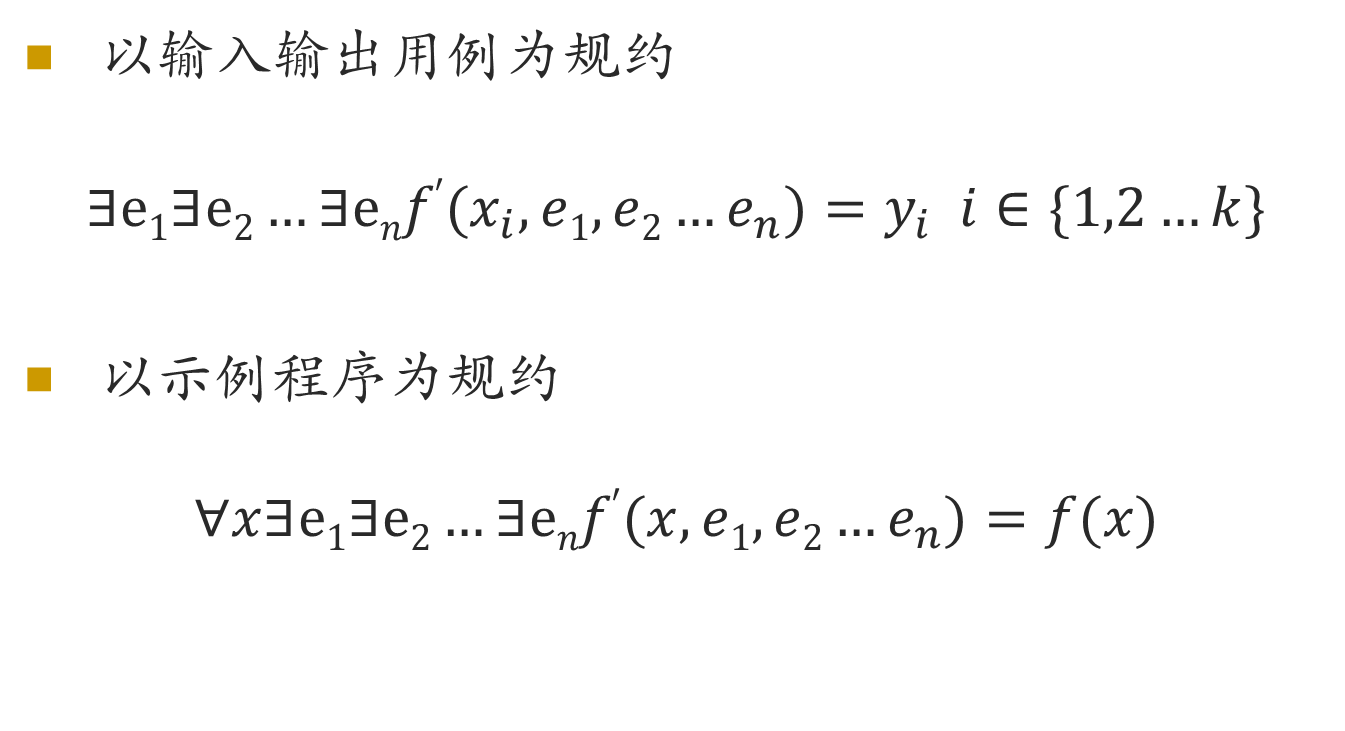 以输入输出用例为规约
∃e₁∃e₂ … ∃eₙf′(xᵢ, e₁, e₂ … eₙ) = yᵢ i ∈ {1,2 … k}
以示例程序为规约
∀x∃e₁∃e₂ … ∃eₙf′(x, e₁, e₂ … eₙ) = f(x)